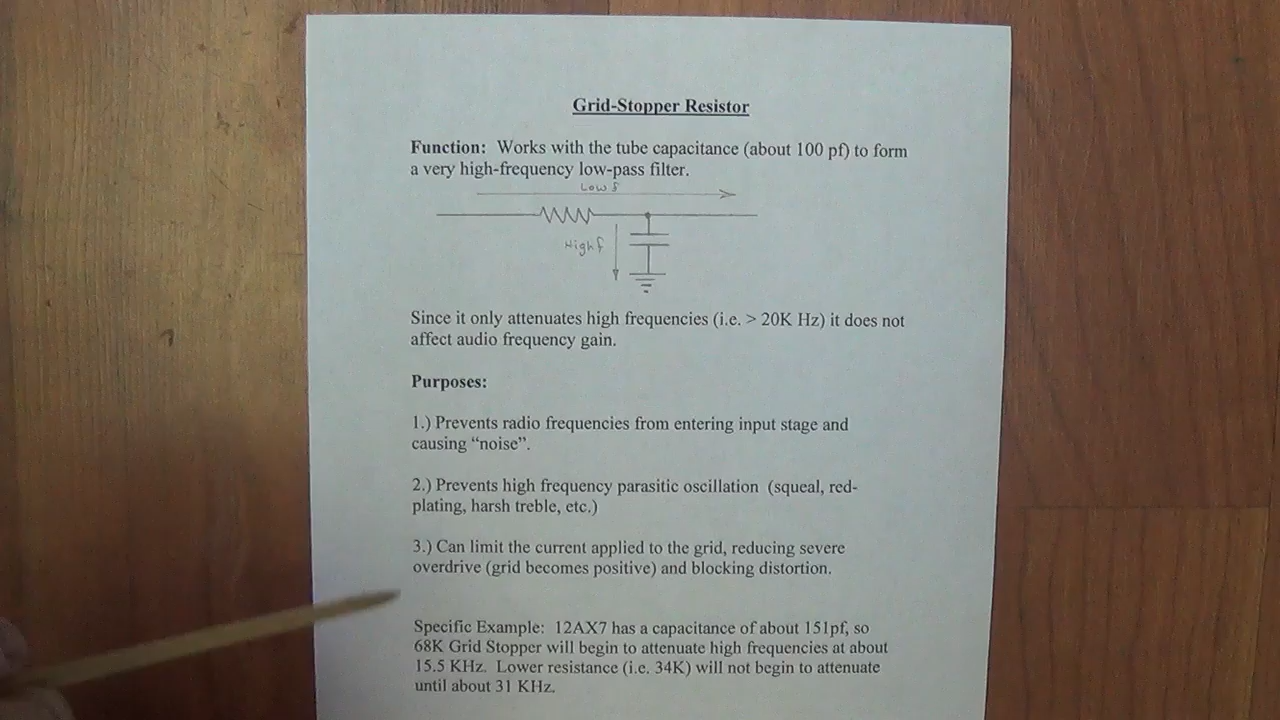 Grid-Stopper Resistor
Function: Works with the tube capacitance (about 100 pf) to form
a very high-frequency low-pass filter.
Low f
High f
Since it only attenuates high frequencies (i.e. > 20K Hz) it does not
affect audio frequency gain.
Purposes:
1.) Prevents radio frequencies from entering input stage and
causing “noise”.
2.) Prevents high frequency parasitic oscillation (squeal, red-
plating, harsh treble, etc.)
3.) Can limit the current applied to the grid, reducing severe
overdrive (grid becomes positive) and blocking distortion.
Specific Example: 12AX7 has a capacitance of about 151pf, so
68K Grid Stopper will begin to attenuate high frequencies at about
15.5 KHz. Lower resistance (i.e. 34K) will not begin to attenuate
until about 31 KHz.